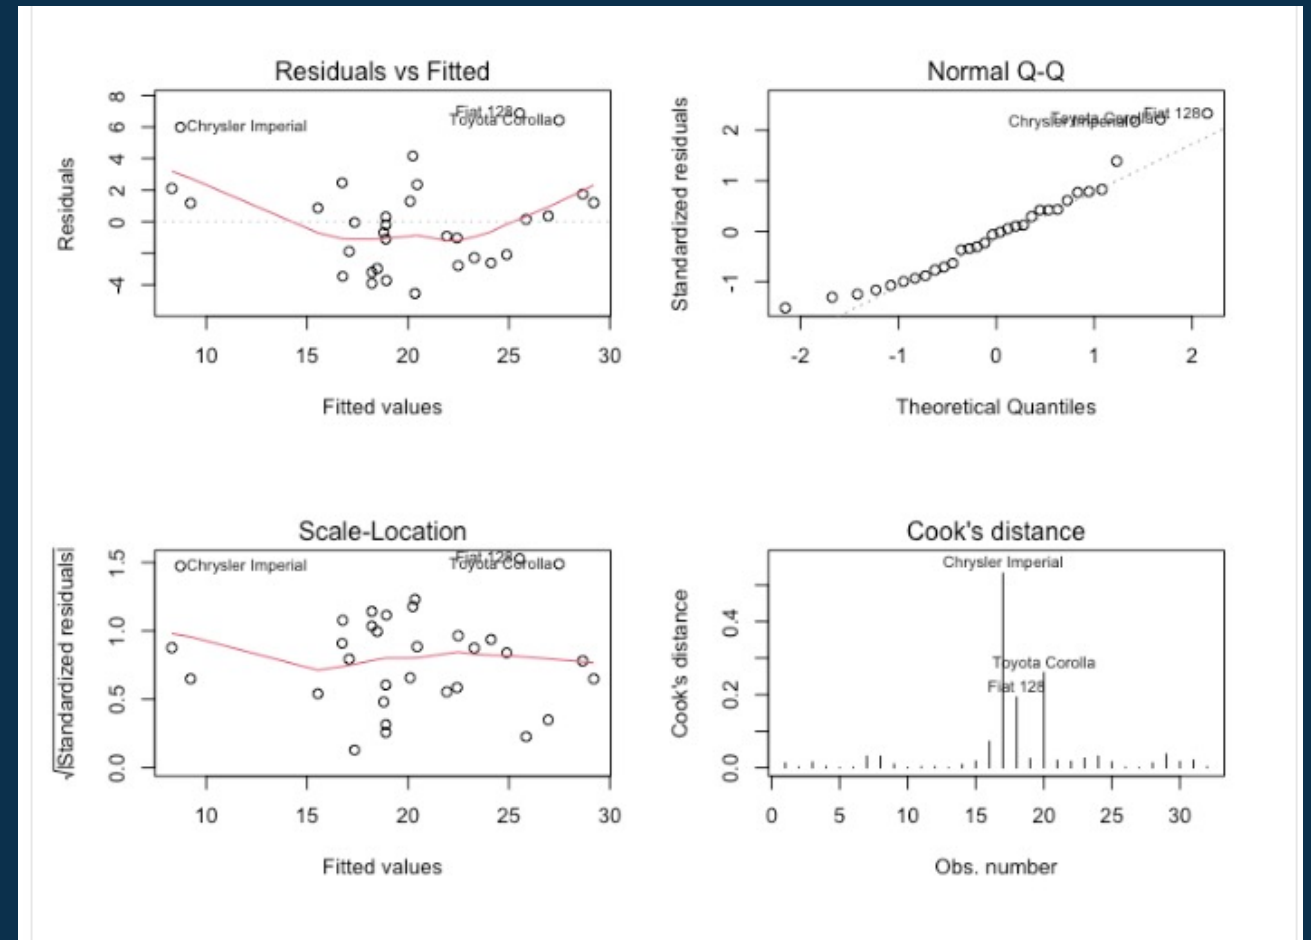 Residuals vs Fitted
Residuals
8
6
4
2
0
-4
Fiat 128
Toyota Corolla
Chrysler Imperial
10 15 20 25 30
Fitted values
Normal Q-Q
Standardized residuals
2
1
0
-1
Chrysler Imperial
Toyota Corolla
Fiat 128
-2 -1 0 1 2
Theoretical Quantiles
Scale-Location
√|Standardized residuals|
1.5
1.0
0.5
0.0
Fiat 128
Toyota Corolla
Chrysler Imperial
10 15 20 25 30
Fitted values
Cook's distance
Cook's distance
0.4
0.2
0.0
Chrysler Imperial
Toyota Corolla
Fiat 128
0 5 10 15 20 25 30
Obs. number